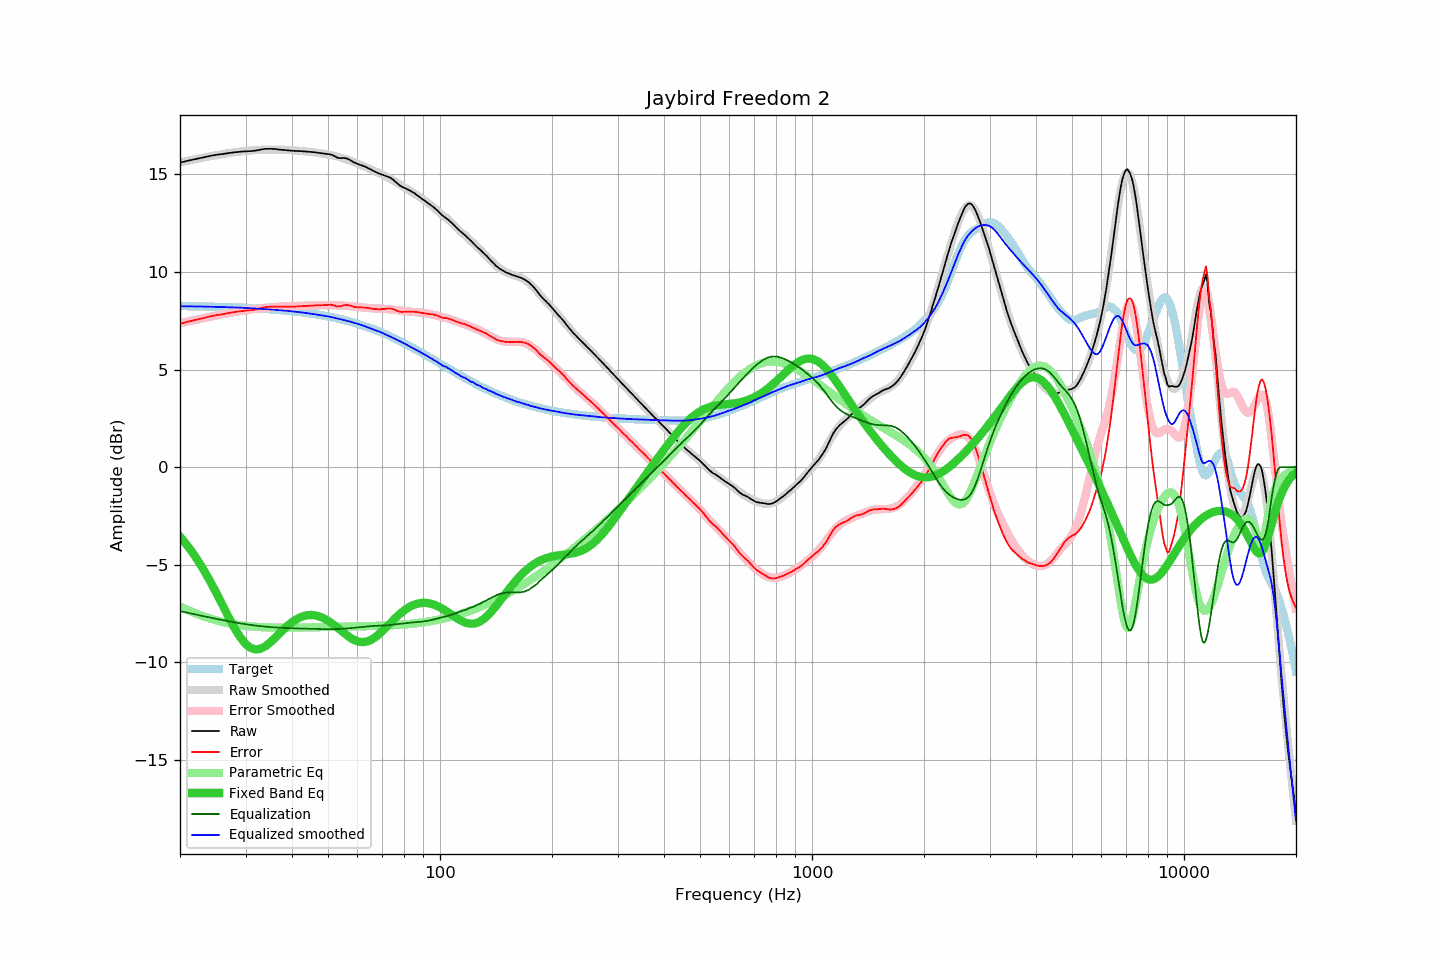 Jaybird Freedom 2
15
10
5
0
−5
−10
−15
Amplitude (dBr)
Target
Raw Smoothed
Error Smoothed
Raw
Error
Parametric Eq
Fixed Band Eq
Equalization
Equalized smoothed
100
1000
10000
Frequency (Hz)